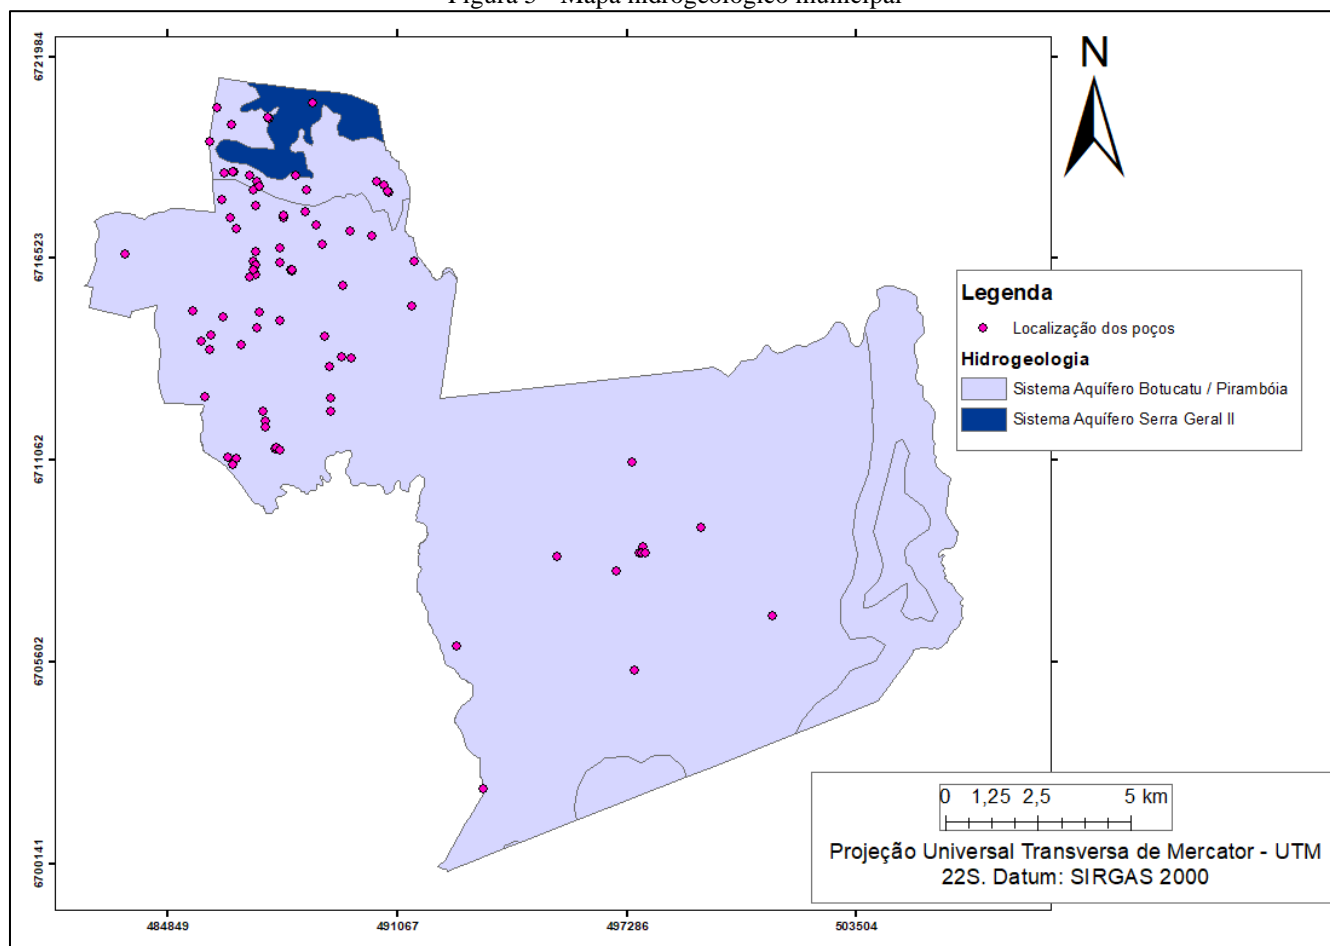 Figura 3 - Mapa hidrogeológico municipal
6721984
6716523
6711062
6705602
6700141
484849
491067
497286
503504
N
Legenda
Localização dos poços
Hidrogeologia
Sistema Aquífero Botucatu / Pirambóia
Sistema Aquífero Serra Geral II
0 1,25 2,5 5 km
Projeção Universal Transversa de Mercator - UTM
22S. Datum: SIRGAS 2000